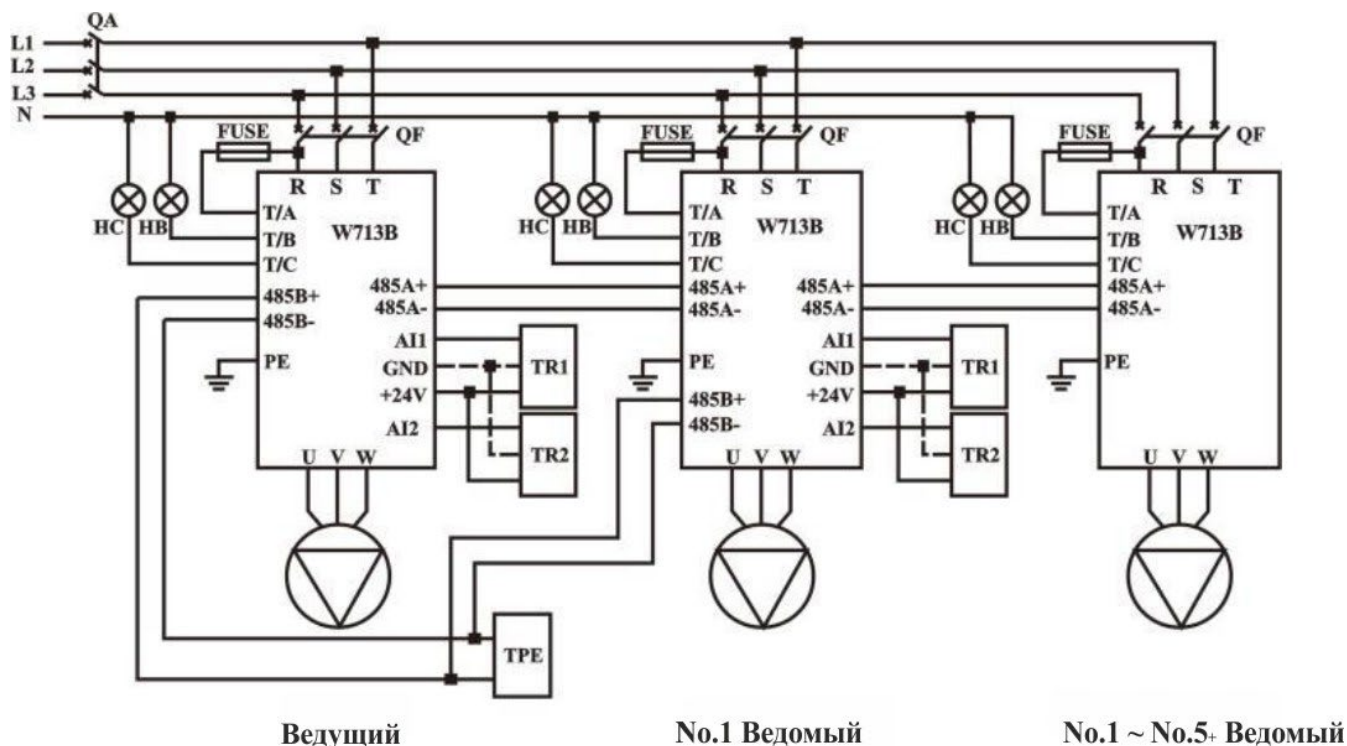 QA
L1
L2
L3
N
FUSE QF FUSE QF FUSE QF
R S T R S T R S T
HC HB T/A HC HB T/A HC HB T/A
T/B W713B T/B W713B T/B W713B
T/C T/C T/C
485B+ 485A+ 485A+ 485A+ 485A+
485B- 485A- 485A- 485A- 485A-
AI1 TR1 AI1 TR1
PE GND PE GND PE
+24V 485B+ +24V
AI2 TR2 485B- AI2 TR2
U V W U V W U V W
TPE
Ведущий No.1 Ведомый No.1 ~ No.5+ Ведомый